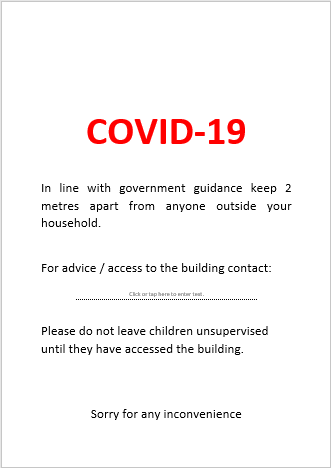 COVID-19
In line with government guidance keep 2
metres apart from anyone outside your
household.
For advice / access to the building contact:
Click or tap here to enter text.
Please do not leave children unsupervised
until they have accessed the building.
Sorry for any inconvenience